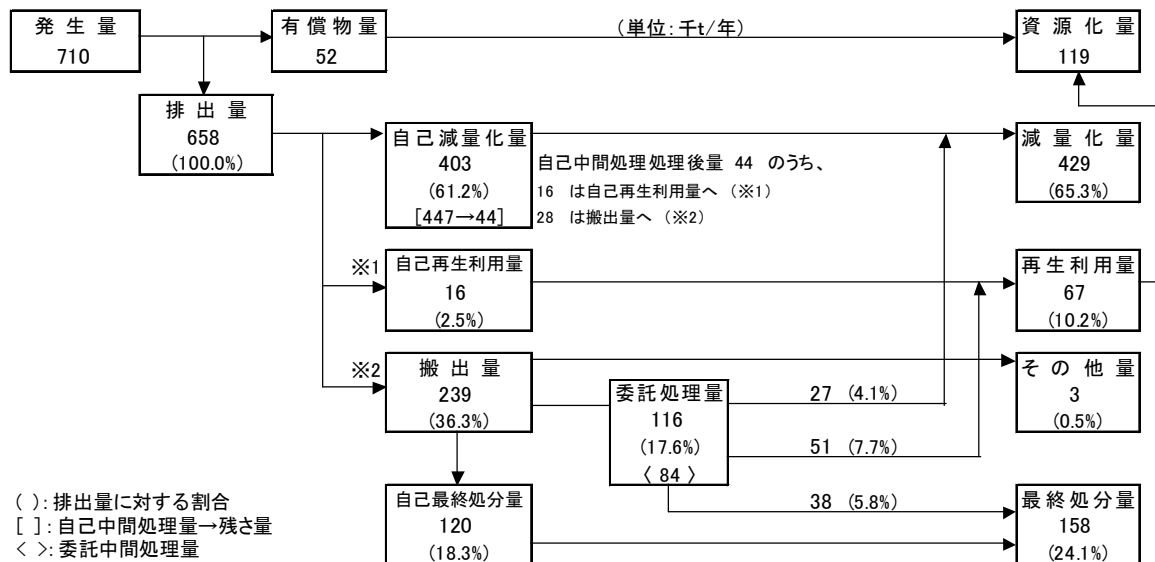 発生量
710
有償物量
52
(単位:千t/年)
資源化量
119
排出量
658
(100.0%)
自己減量化量
403
(61.2%)
[447→44]
自己中間処理処理後量 44 のうち、
16 は自己再生利用量へ (※1)
28 は搬出量へ (※2)
減量化量
429
(65.3%)
※1
自己再生利用量
16
(2.5%)
再生利用量
67
(10.2%)
※2
搬出量
239
(36.3%)
委託処理量
116
(17.6%)
〈 84 〉
27 (4.1%)
51 (7.7%)
38 (5.8%)
その他量
3
(0.5%)
自己最終処分量
120
(18.3%)
最終処分量
158
(24.1%)
( ):排出量に対する割合
[ ]:自己中間処理量→残さ量
< >:委託中間処理量